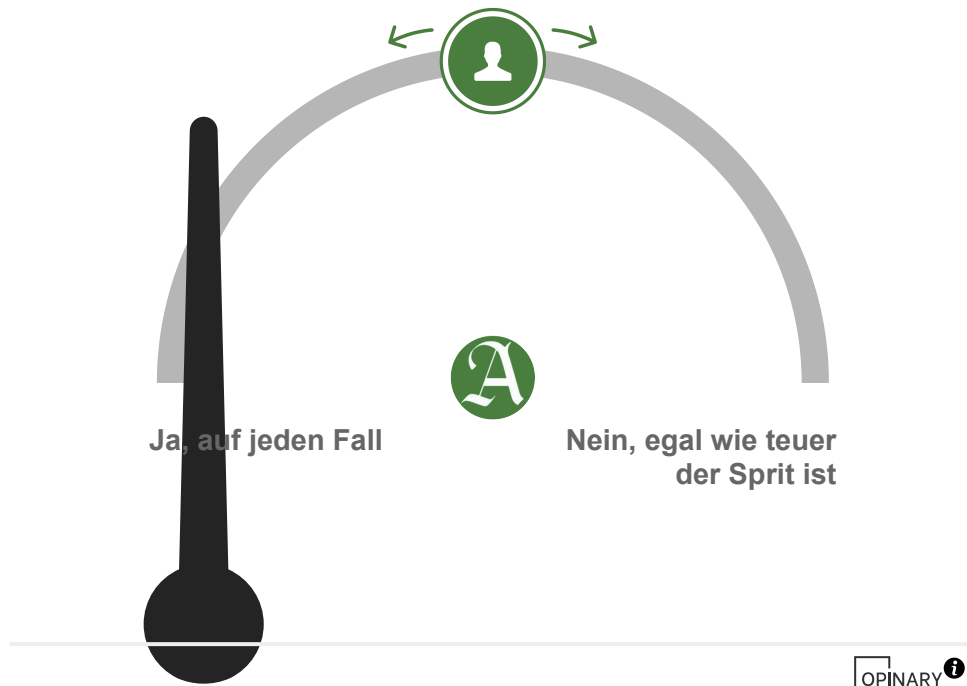 A
Ja, auf jeden Fall
Nein, egal wie teuer
der Sprit ist
OPINARY
i